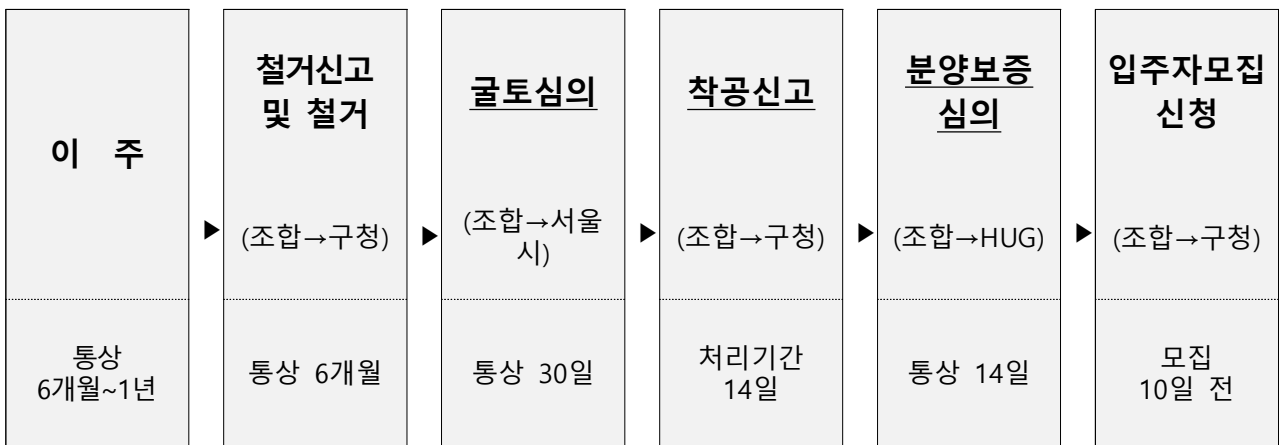 이 주
통상
6개월~1년
▶
철거신고
및 철거
(조합→구청)
통상 6개월
▶
굴토심의
(조합→서울
시)
통상 30일
▶
착공신고
(조합→구청)
처리기간
14일
▶
분양보증
심의
(조합→HUG)
통상 14일
▶
입주자모집
신청
(조합→구청)
모집
10일 전